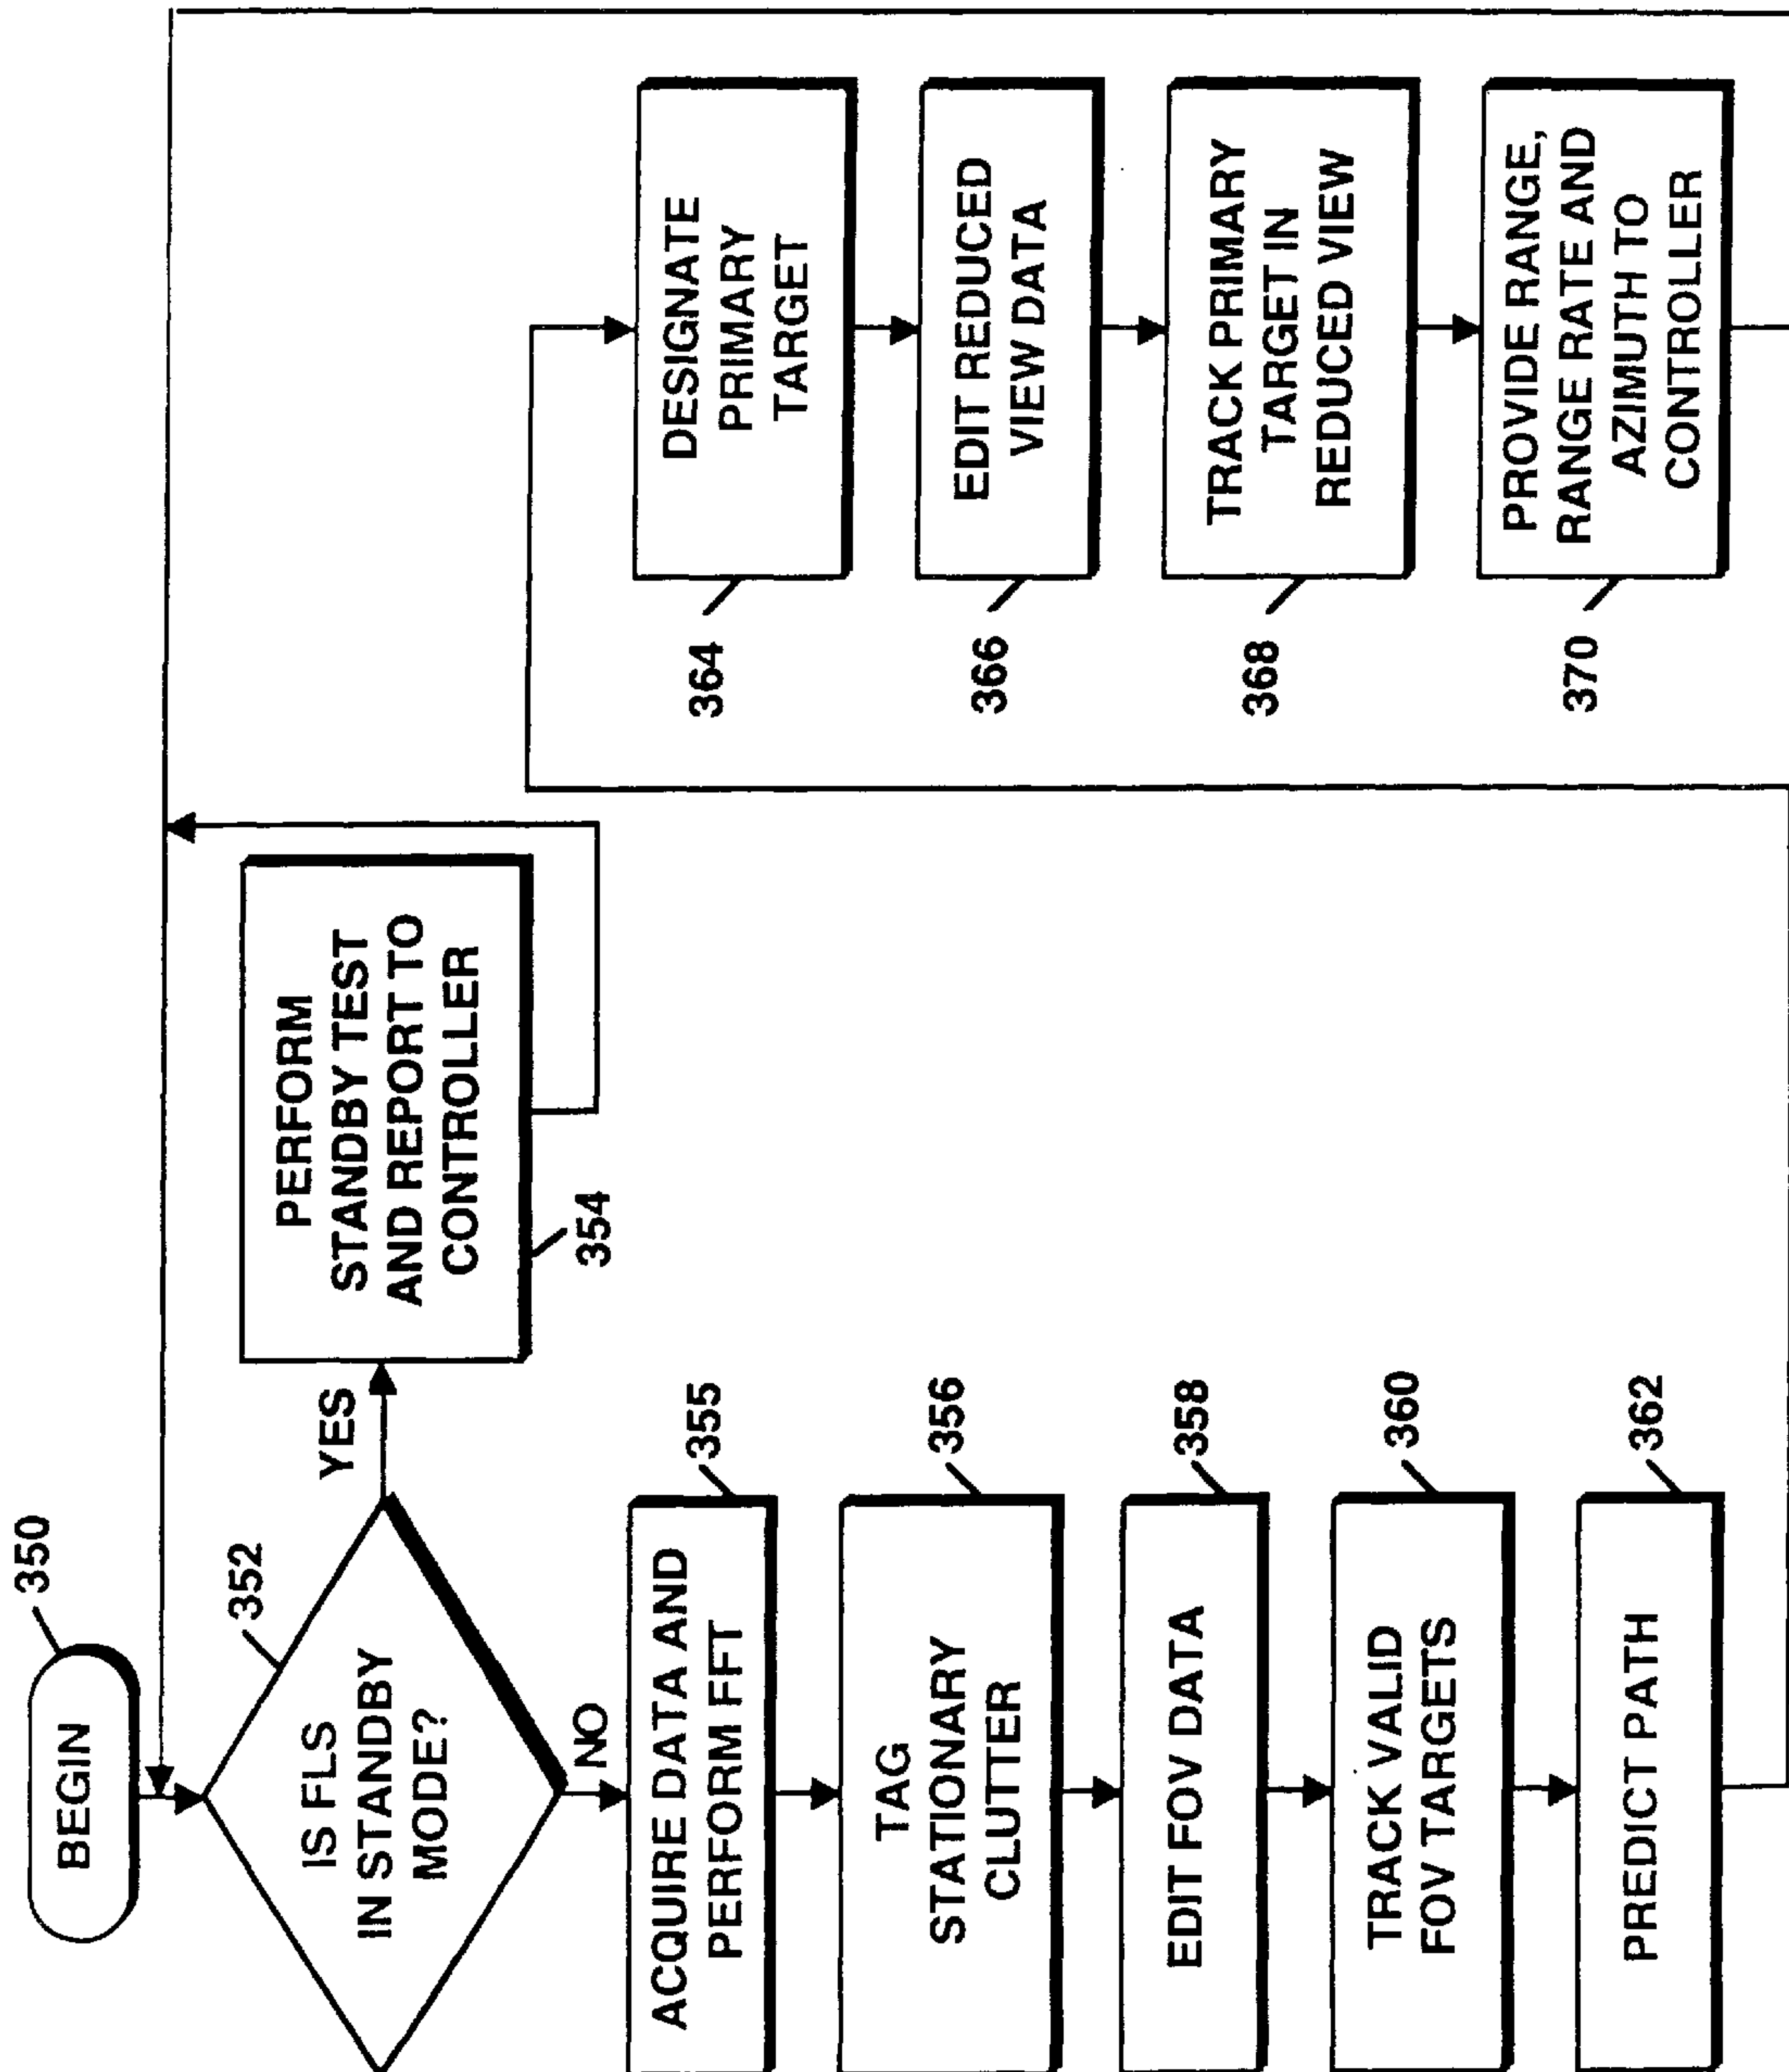 BEGIN
350
IS FLS
IN STANDBY
MODE?
352
YES
PERFORM
STANDBY TEST
AND REPORT TO
CONTROLLER
354
NO
ACQUIRE DATA AND
PERFORM FFT
355
TAG
STATIONARY
CLUTTER
356
EDIT FOV DATA
358
TRACK VALID
FOV TARGETS
360
PREDICT PATH
362
DESIGNATE
PRIMARY
TARGET
364
EDIT REDUCED
VIEW DATA
366
TRACK PRIMARY
TARGET IN
REDUCED VIEW
368
PROVIDE RANGE,
RANGE RATE AND
AZIMUTH TO
CONTROLLER
370